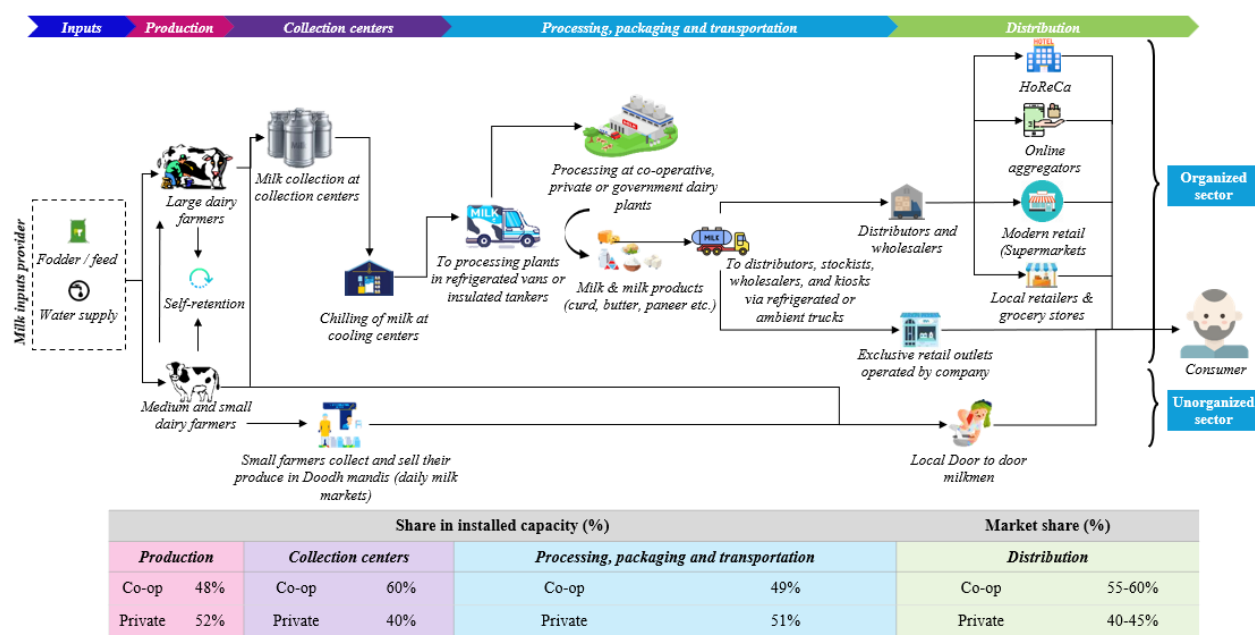 Inputs
Production
Collection centers
Processing, packaging and transportation
Distribution
Milk inputs provider
Fodder / feed
Water supply
Large dairy
farmers
Self-retention
Medium and small
dairy farmers
Milk collection at
collection centers
Chilling of milk at
cooling centers
Small farmers collect and sell their
produce in Doodh mandis (daily milk
markets)
MILK
To processing plants
in refrigerated vans or
insulated tankers
MILK
Processing at co-operative,
private or government dairy
plants
Milk & milk products
(curd, butter, paneer etc.)
MILK
To distributors, stockists,
wholesalers, and kiosks
via refrigerated or
ambient trucks
Distributors and
wholesalers
Exclusive retail outlets
operated by company
Local Door to door
milkmen
HOTEL
HoReCa
Online
aggregators
Modern retail
(Supermarkets
Local retailers &
grocery stores
Consumer
Organized
sector
Unorganized
sector
Share in installed capacity (%)
Market share (%)
Production
Collection centers
Processing, packaging and transportation
Distribution
Co-op 48% Co-op 60% Co-op 49% Co-op 55-60%
Private 52% Private 40% Private 51% Private 40-45%